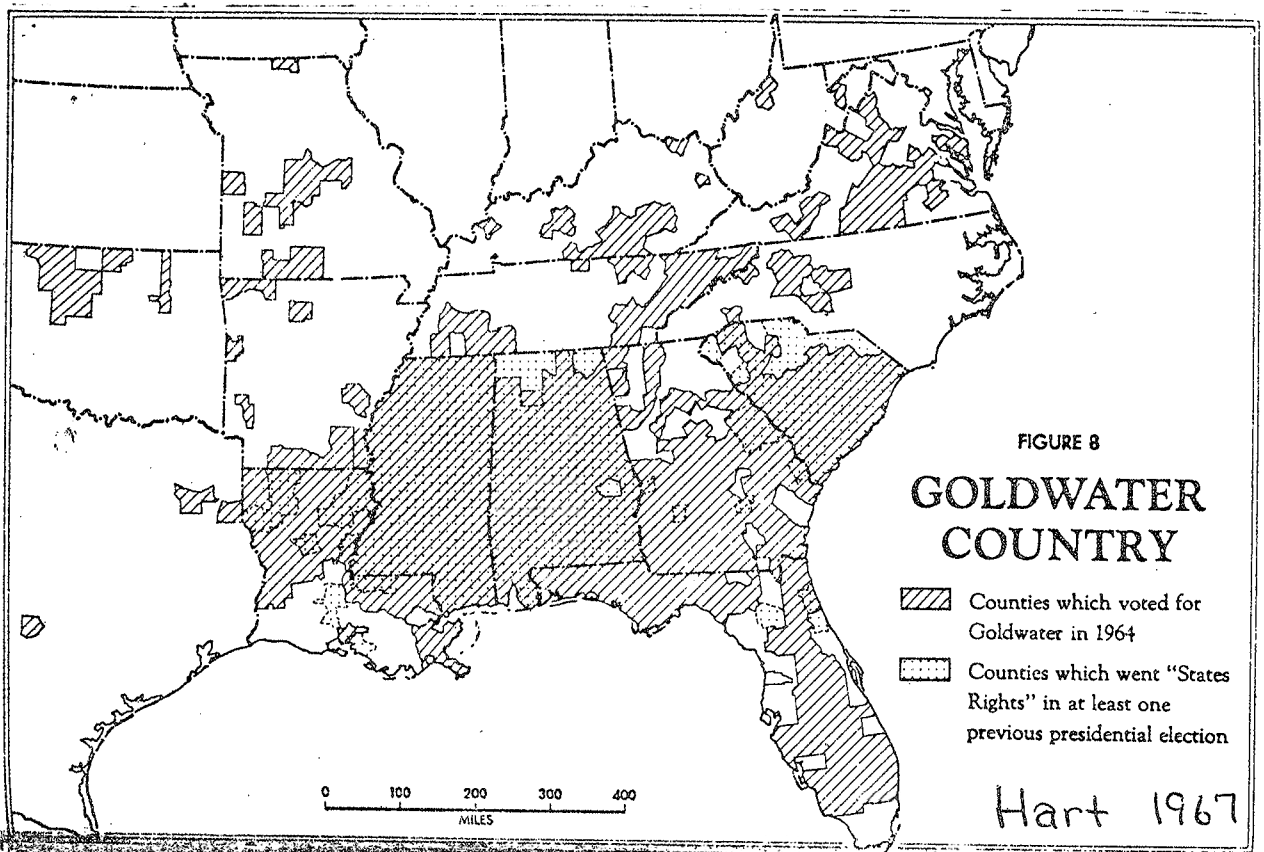 FIGURE 8
GOLDWATER
COUNTRY
Counties which voted for
Goldwater in 1964
Counties which went “States
Rights” in at least one
previous presidential election
0 100 200 300 400
MILES
Hart 1967